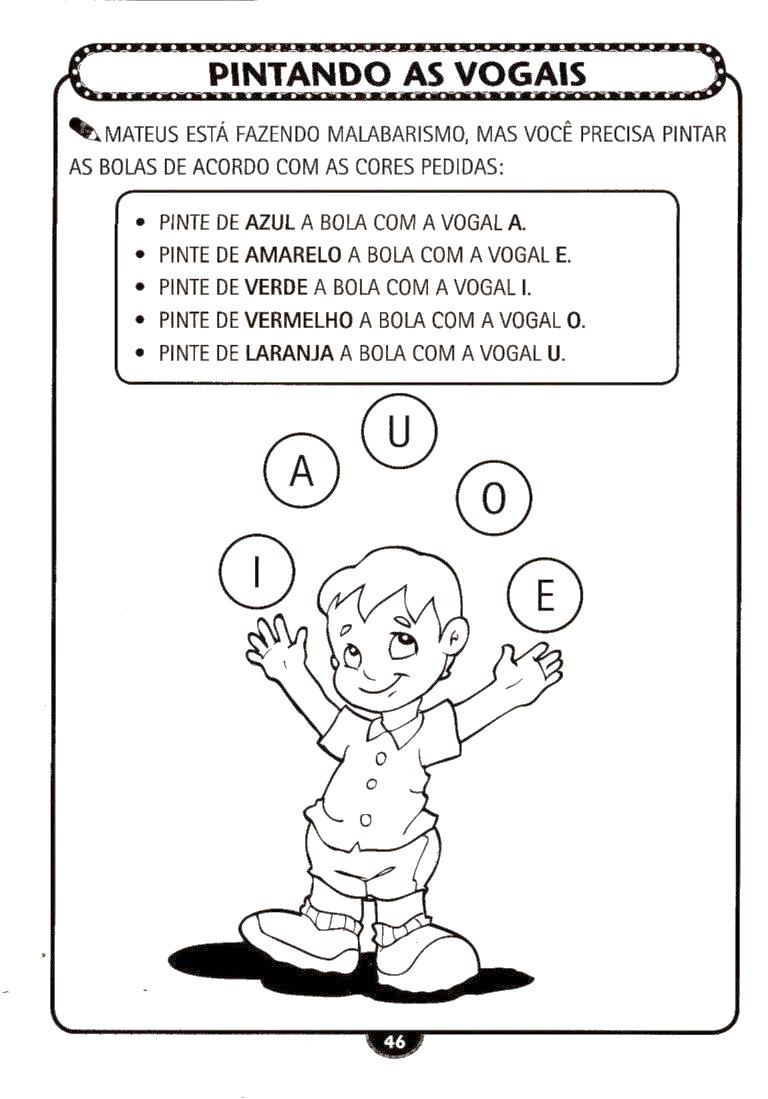 PINTANDO AS VOGAIS
MATEUS ESTÁ FAZENDO MALABARISMO, MAS VOCÊ PRECISA PINTAR
AS BOLAS DE ACORDO COM AS CORES PEDIDAS:
• PINTE DE AZUL A BOLA COM A VOGAL A.
• PINTE DE AMARELO A BOLA COM A VOGAL E.
• PINTE DE VERDE A BOLA COM A VOGAL I.
• PINTE DE VERMELHO A BOLA COM A VOGAL O.
• PINTE DE LARANJA A BOLA COM A VOGAL U.
U
A
O
I
E
46